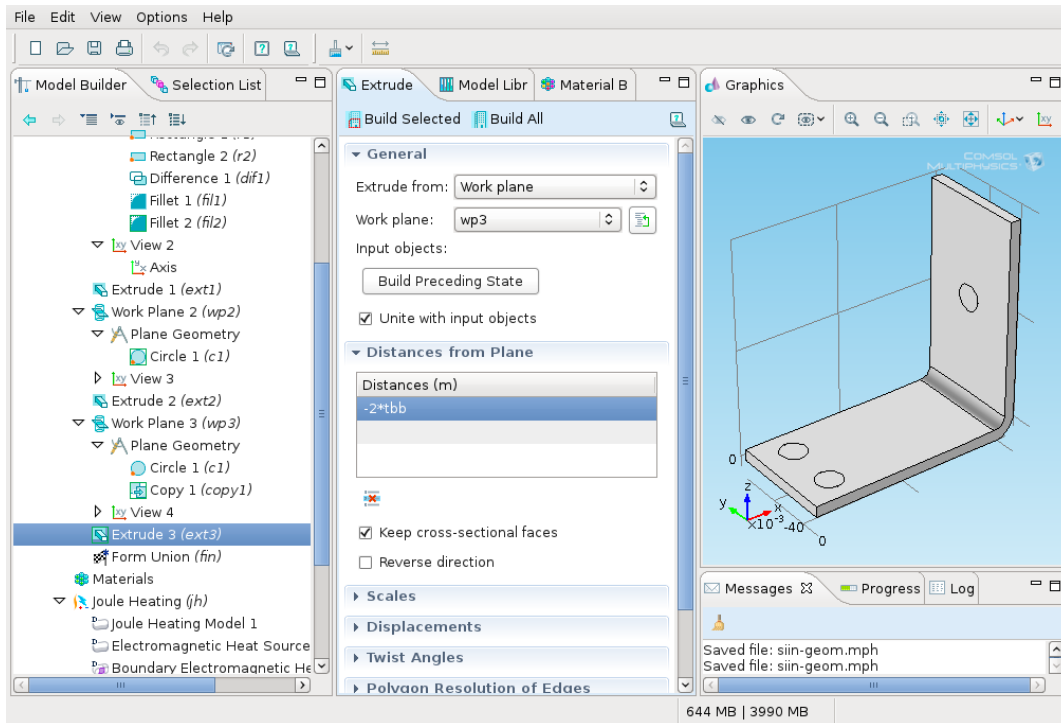 File Edit View Options Help
Model Builder Selection List
Rectangle 1 (r1)
Rectangle 2 (r2)
Difference 1 (dif1)
Fillet 1 (fil1)
Fillet 2 (fil2)
View 2
Axis
Extrude 1 (ext1)
Work Plane 2 (wp2)
Plane Geometry
Circle 1 (c1)
View 3
Extrude 2 (ext2)
Work Plane 3 (wp3)
Plane Geometry
Circle 1 (c1)
Copy 1 (copy1)
View 4
Extrude 3 (ext3)
Form Union (fin)
Materials
Joule Heating (jh)
Joule Heating Model 1
Electromagnetic Heat Source
Boundary Electromagnetic He
Extrude Model Libr Material B
Build Selected Build All
General
Extrude from: Work plane
Work plane: wp3
Input objects:
Build Preceding State
Unite with input objects
Distances from Plane
Distances (m)
-2*tbb
Keep cross-sectional faces
Reverse direction
Scales
Displacements
Twist Angles
Polygon Resolution of Edges
Graphics
COMSOL
MULTIPHYSICS
0
z
y x
x10-3 -40
0
Messages Progress Log
Saved file: siin-geom.mph
Saved file: siin-geom.mph
644 MB | 3990 MB